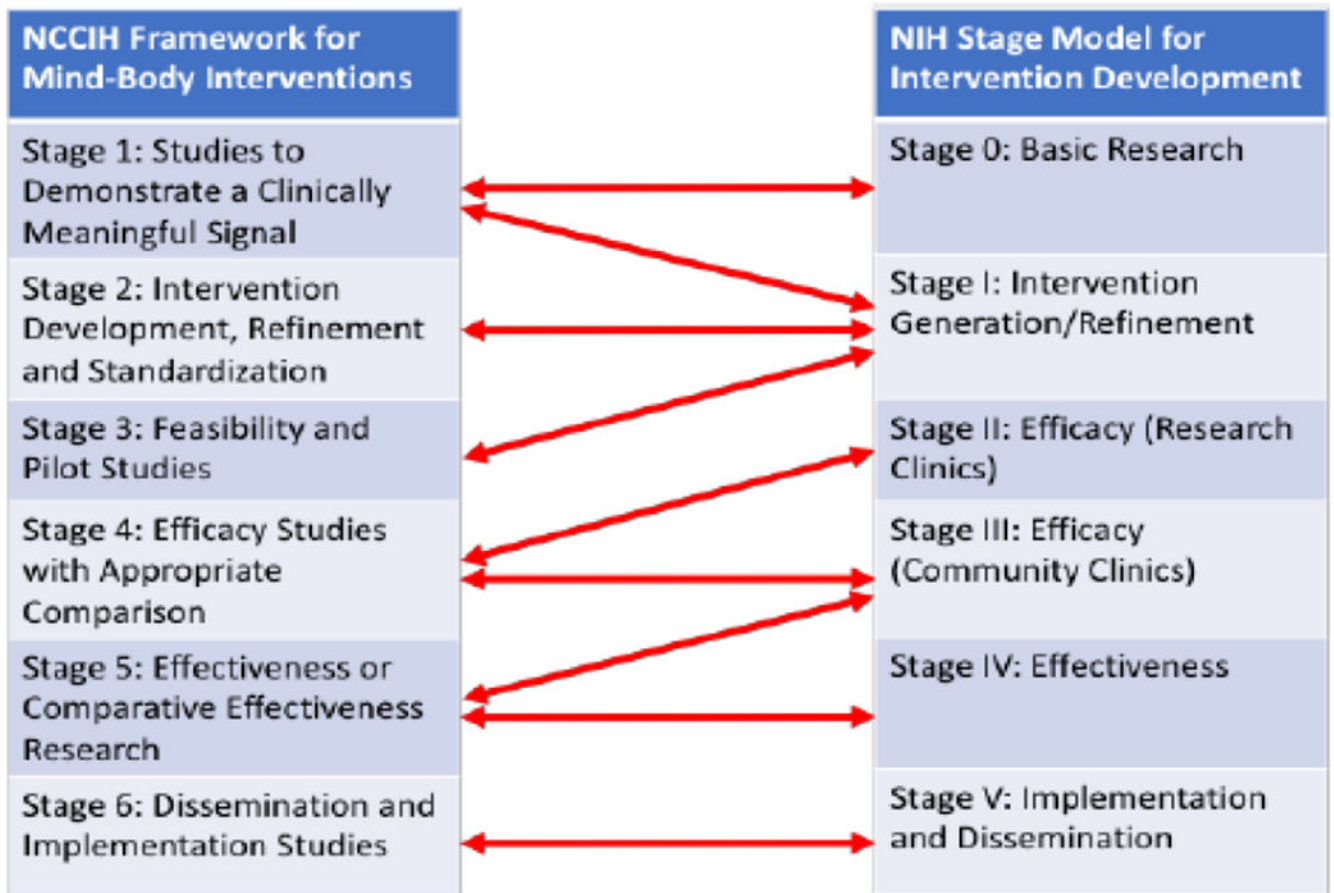 NCCIH Framework for
Mind-Body Interventions
Stage 1: Studies to
Demonstrate a Clinically
Meaningful Signal
Stage 2: Intervention
Development, Refinement
and Standardization
Stage 3: Feasibility and
Pilot Studies
Stage 4: Efficacy Studies
with Appropriate
Comparison
Stage 5: Effectiveness or
Comparative Effectiveness
Research
Stage 6: Dissemination and
Implementation Studies
NIH Stage Model for
Intervention Development
Stage 0: Basic Research
Stage I: Intervention
Generation/Refinement
Stage II: Efficacy (Research
Clinics)
Stage III: Efficacy
(Community Clinics)
Stage IV: Effectiveness
Stage V: Implementation
and Dissemination